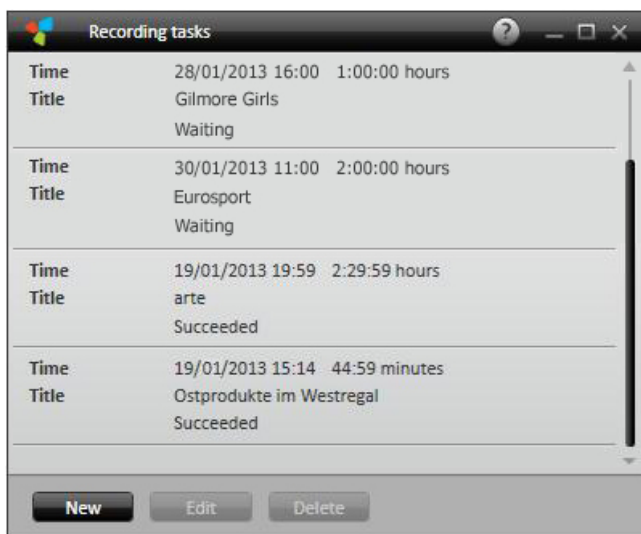 Recording tasks ?
Time 28/01/2013 16:00 1:00:00 hours
Title Gilmore Girls
Waiting
Time 30/01/2013 11:00 2:00:00 hours
Title Eurosport
Waiting
Time 19/01/2013 19:59 2:29:59 hours
Title arte
Succeeded
Time 19/01/2013 15:14 44:59 minutes
Title Ostprodukte im Westregal
Succeeded
New Edit Delete